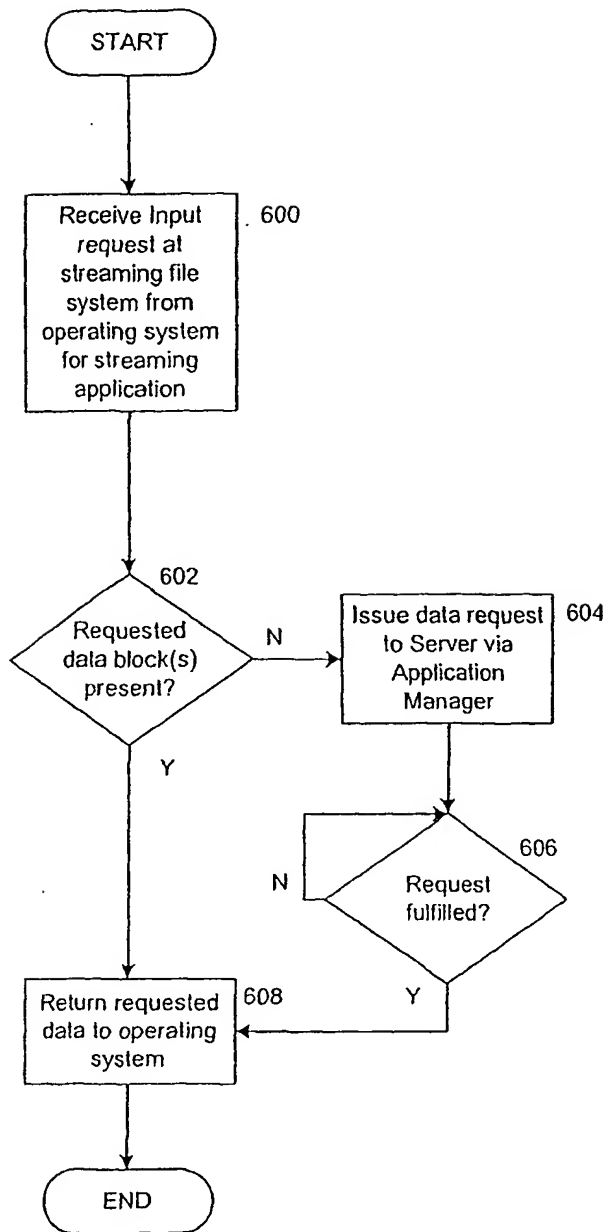 START
Receive Input
request at
streaming file
system from
operating system
for streaming
application
600
602
Requested
data block(s)
present?
N
Y
Issue data request
to Server via
Application
Manager
604
606
Request
fulfilled?
N
Y
Return requested
data to operating
system
608
END